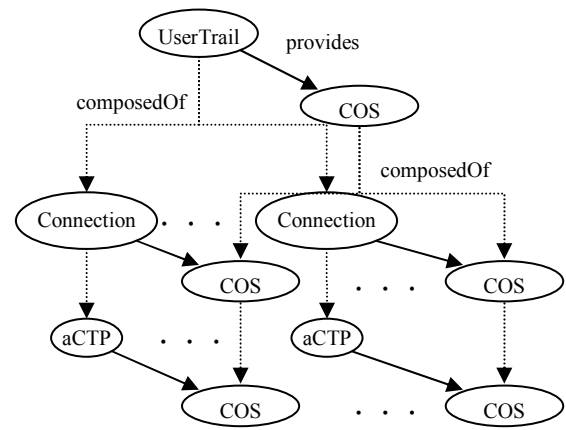 UserTrail
provides
composedOf
COS
composedOf
Connection . . . Connection
COS . . . COS
aCTP . . . aCTP
COS . . . COS